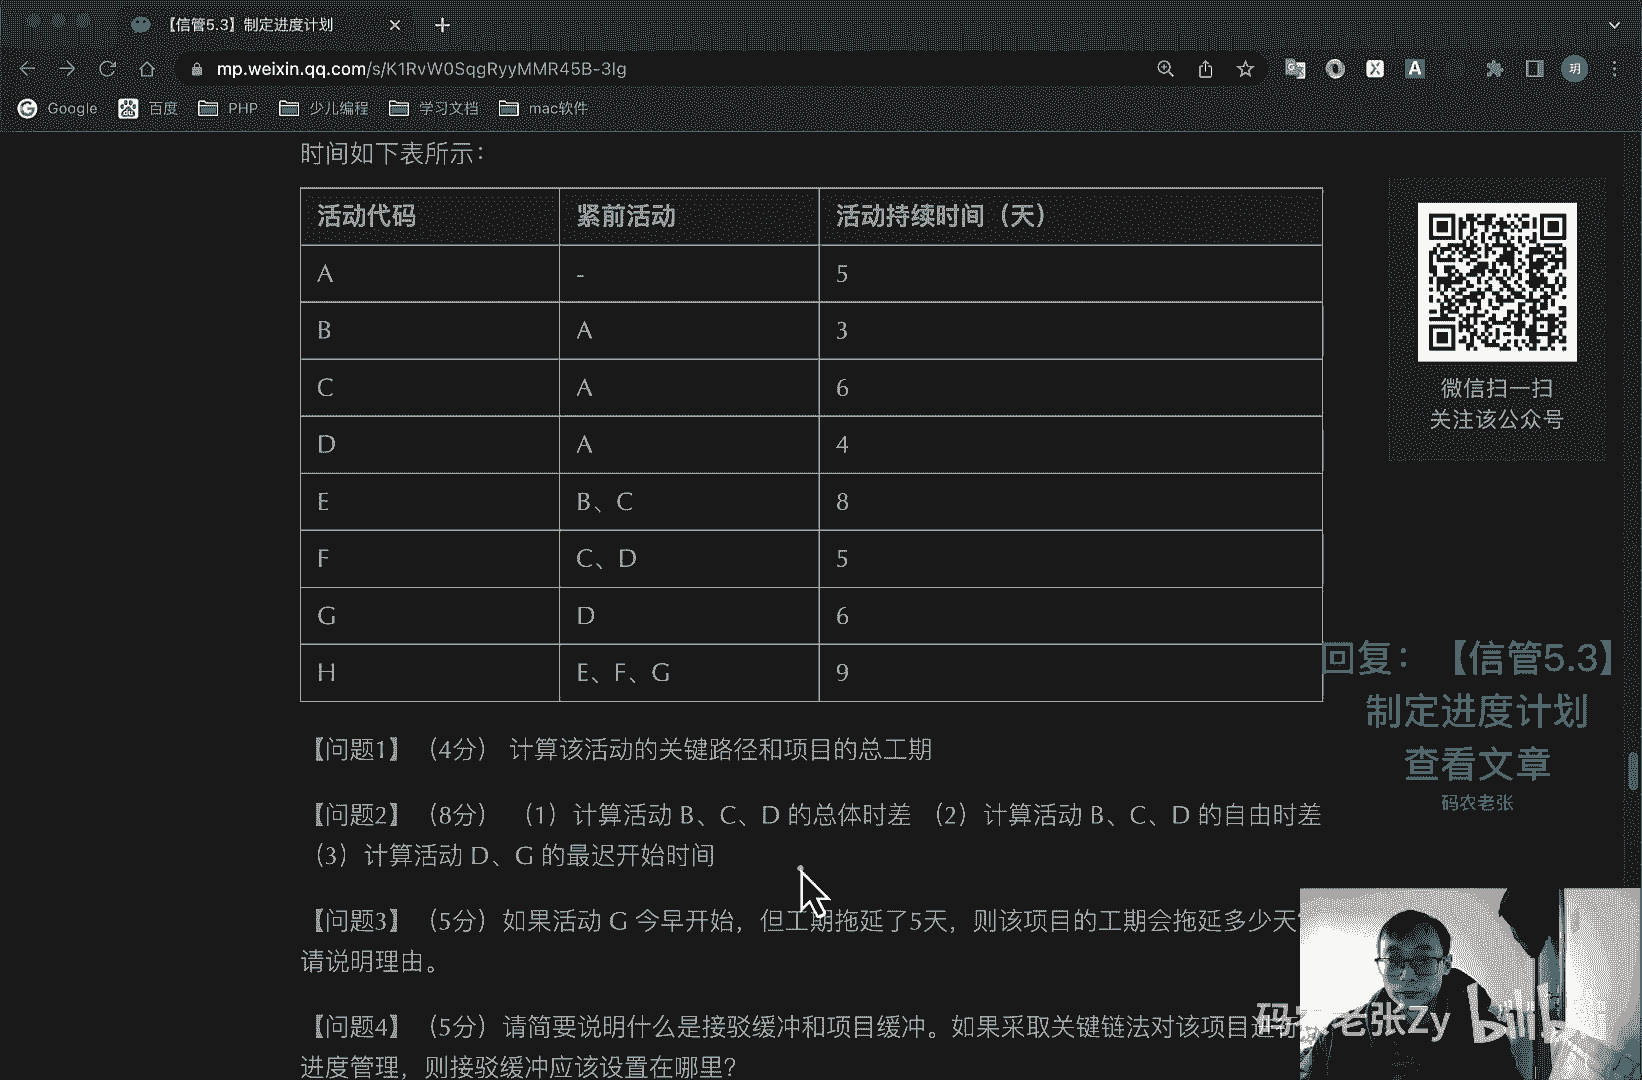 【信管5.3】制定进度计划
mp.weixin.qq.com/s/K1RvW0SqgRyyMMR45B-3Ig
Google 百度 PHP 少儿编程 学习文档 mac软件
时间如下表所示：
活动代码 紧前活动 活动持续时间（天）
A - 5
B A 3
C A 6
D A 4
E B、C 8
F C、D 5
G D 6
H E、F、G 9
微信扫一扫
关注该公众号
【问题1】（4分） 计算该活动的关键路径和项目的总工期
【问题2】（8分） （1）计算活动 B、C、D 的总体时差 （2）计算活动 B、C、D 的自由时差
（3）计算活动 D、G 的最迟开始时间
【问题3】（5分）如果活动 G 今早开始，但工期拖延了5天，则该项目的工期会拖延多少天
请说明理由。
【问题4】（5分）请简要说明什么是接驳缓冲和项目缓冲。如果采取关键链法对该项目进行
进度管理，则接驳缓冲应该设置在哪里？
回复：【信管5.3】
制定进度计划
查看文章
码农老张
码农老张Zy bilibili